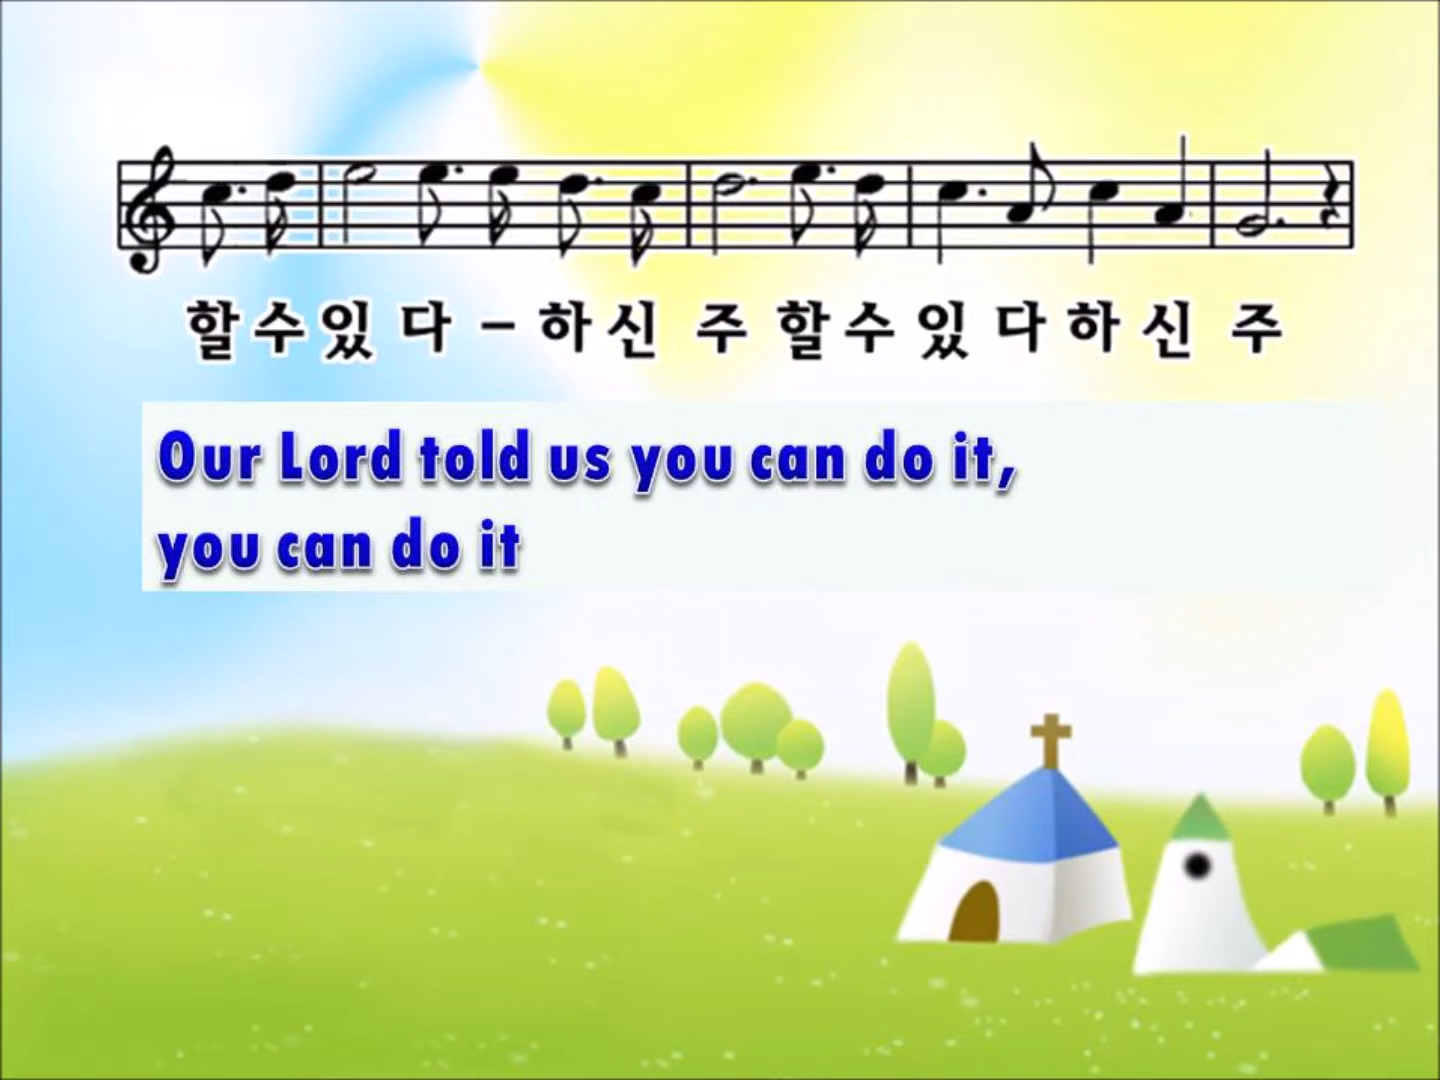 할 수 있 다 - 하 신 주 할 수 있 다 하 신 주
Our Lord told us you can do it,
you can do it